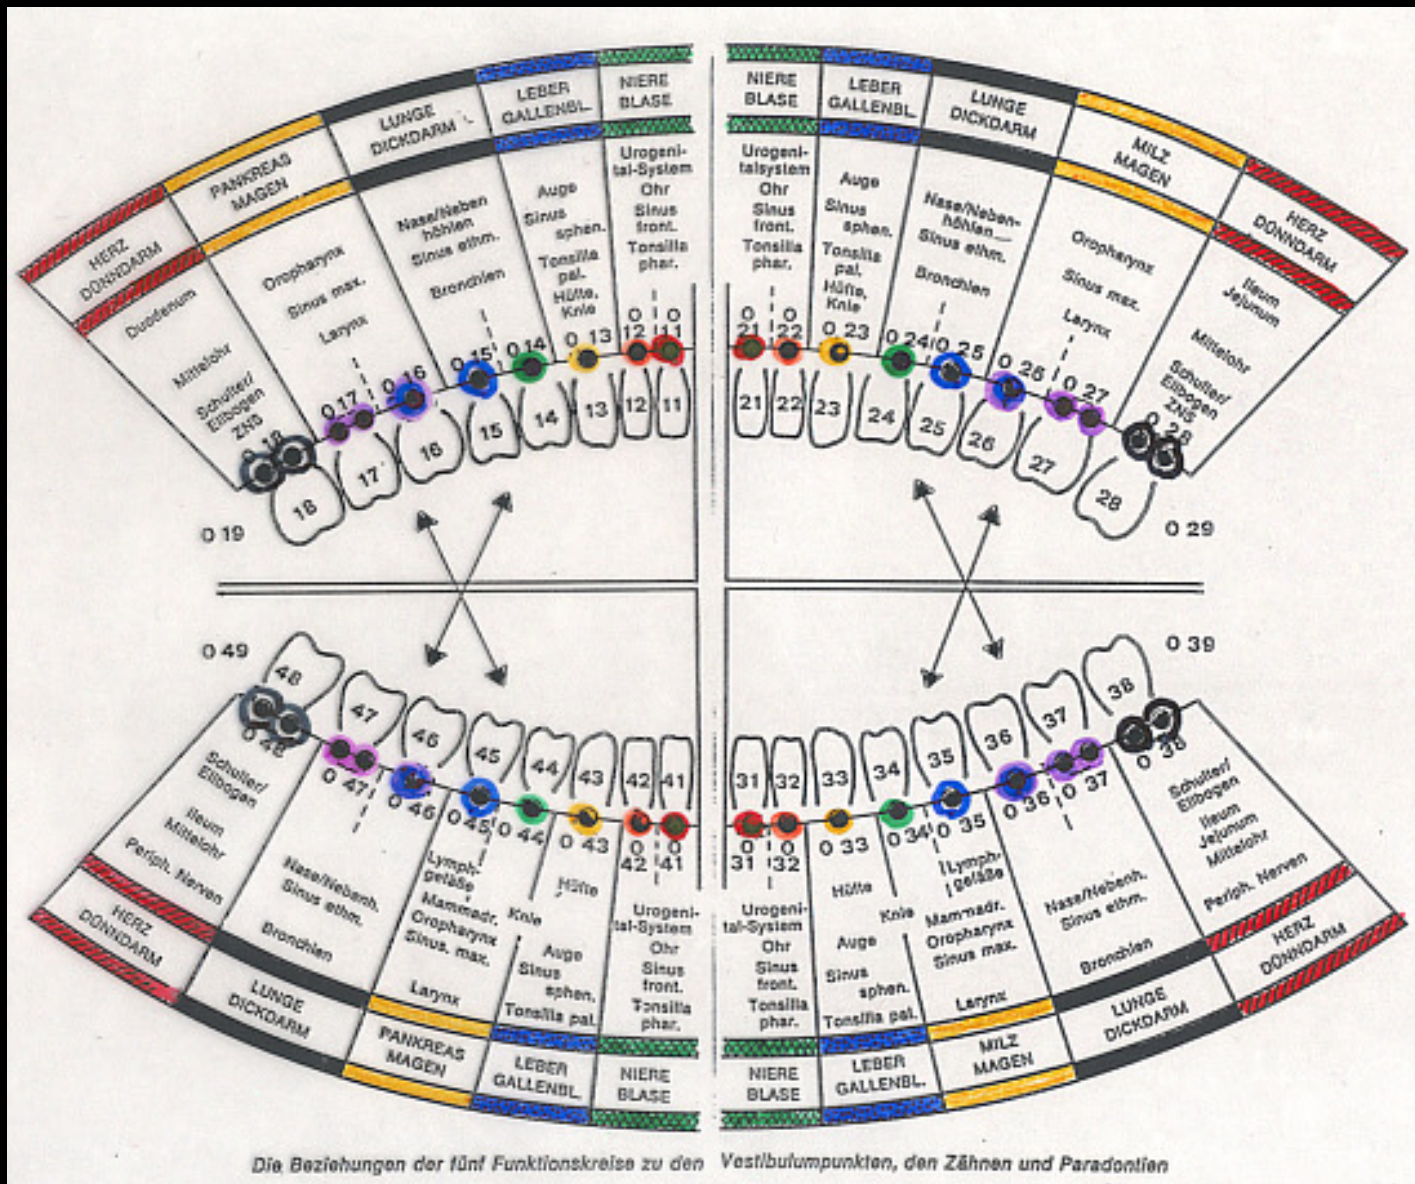 NIERE
BLASE
LEBER
GALLENBL.
LUNGE
DICKDARM
PANKREAS
MAGEN
HERZ
DÜNNDARM
Urogeni-
tal-System
Ohr
Sinus
front.
Tonsilla
phar.
Auge
Sinus
sphen.
Tonsilla
pal.
Hüfte,
Knie
Nase/Neben
höhlen
Sinus ethm.
Bronchien
Oropharynx
Sinus max.
Larynx
Duodenum
Mittelohr
Schulter/
Ellbogen
ZNS
NIERE
BLASE
LEBER
GALLENBL.
LUNGE
DICKDARM
MILZ
MAGEN
HERZ
DÜNNDARM
Urogeni-
talsystem
Ohr
Sinus
front.
Tonsilla
phar.
Auge
Sinus
sphen.
Tonsilla
pal.
Hüfte,
Knie
Nase/Neben-
höhlen
Sinus ethm.
Bronchien
Oropharynx
Sinus max.
Larynx
Ileum
Jejunum
Mittelohr
Schulter/
Ellbogen
ZNS
0 18
0 17
0 16
0 15
0 14
0 13
0 12
0 11
0 21
0 22
0 23
0 24
0 25
0 26
0 27
0 28
18
17
16
15
14
13
12
11
21
22
23
24
25
26
27
28
0 19
0 29
0 49
0 39
48
47
46
45
44
43
42
41
31
32
33
34
35
36
37
38
0 48
0 47
0 46
0 45
0 44
0 43
0 42
0 41
0 31
0 32
0 33
0 34
0 35
0 36
0 37
0 38
Schulter/
Ellbogen
Ileum
Mittelohr
Periph. Nerven
Nase/Nebenh.
Sinus ethm.
Bronchien
Lymph-
gefäße
Mammadr.
Oropharynx
Sinus. max.
Larynx
Hüfte
Knie
Auge
Sinus
sphen.
Tonsilla pal.
Urogeni-
tal-System
Ohr
Sinus
front.
Tonsilla
phar.
HERZ
DÜNNDARM
LUNGE
DICKDARM
PANKREAS
MAGEN
LEBER
GALLENBL.
NIERE
BLASE
Urogeni-
tal-System
Ohr
Sinus
front.
Tonsilla
phar.
Hüfte
Knie
Auge
Sinus
sphen.
Tonsilla pal.
Lymph-
gefäße
Mammadr.
Oropharynx
Sinus max.
Larynx
Nase/Nebenh.
Sinus ethm.
Bronchien
Schulter/
Ellbogen
Ileum
Jejunum
Mittelohr
Periph. Nerven
NIERE
BLASE
LEBER
GALLENBL.
MILZ
MAGEN
LUNGE
DICKDARM
HERZ
DÜNNDARM
Die Beziehungen der fünf Funktionskreise zu den Vestibulumpunkten, den Zähnen und Paradontien